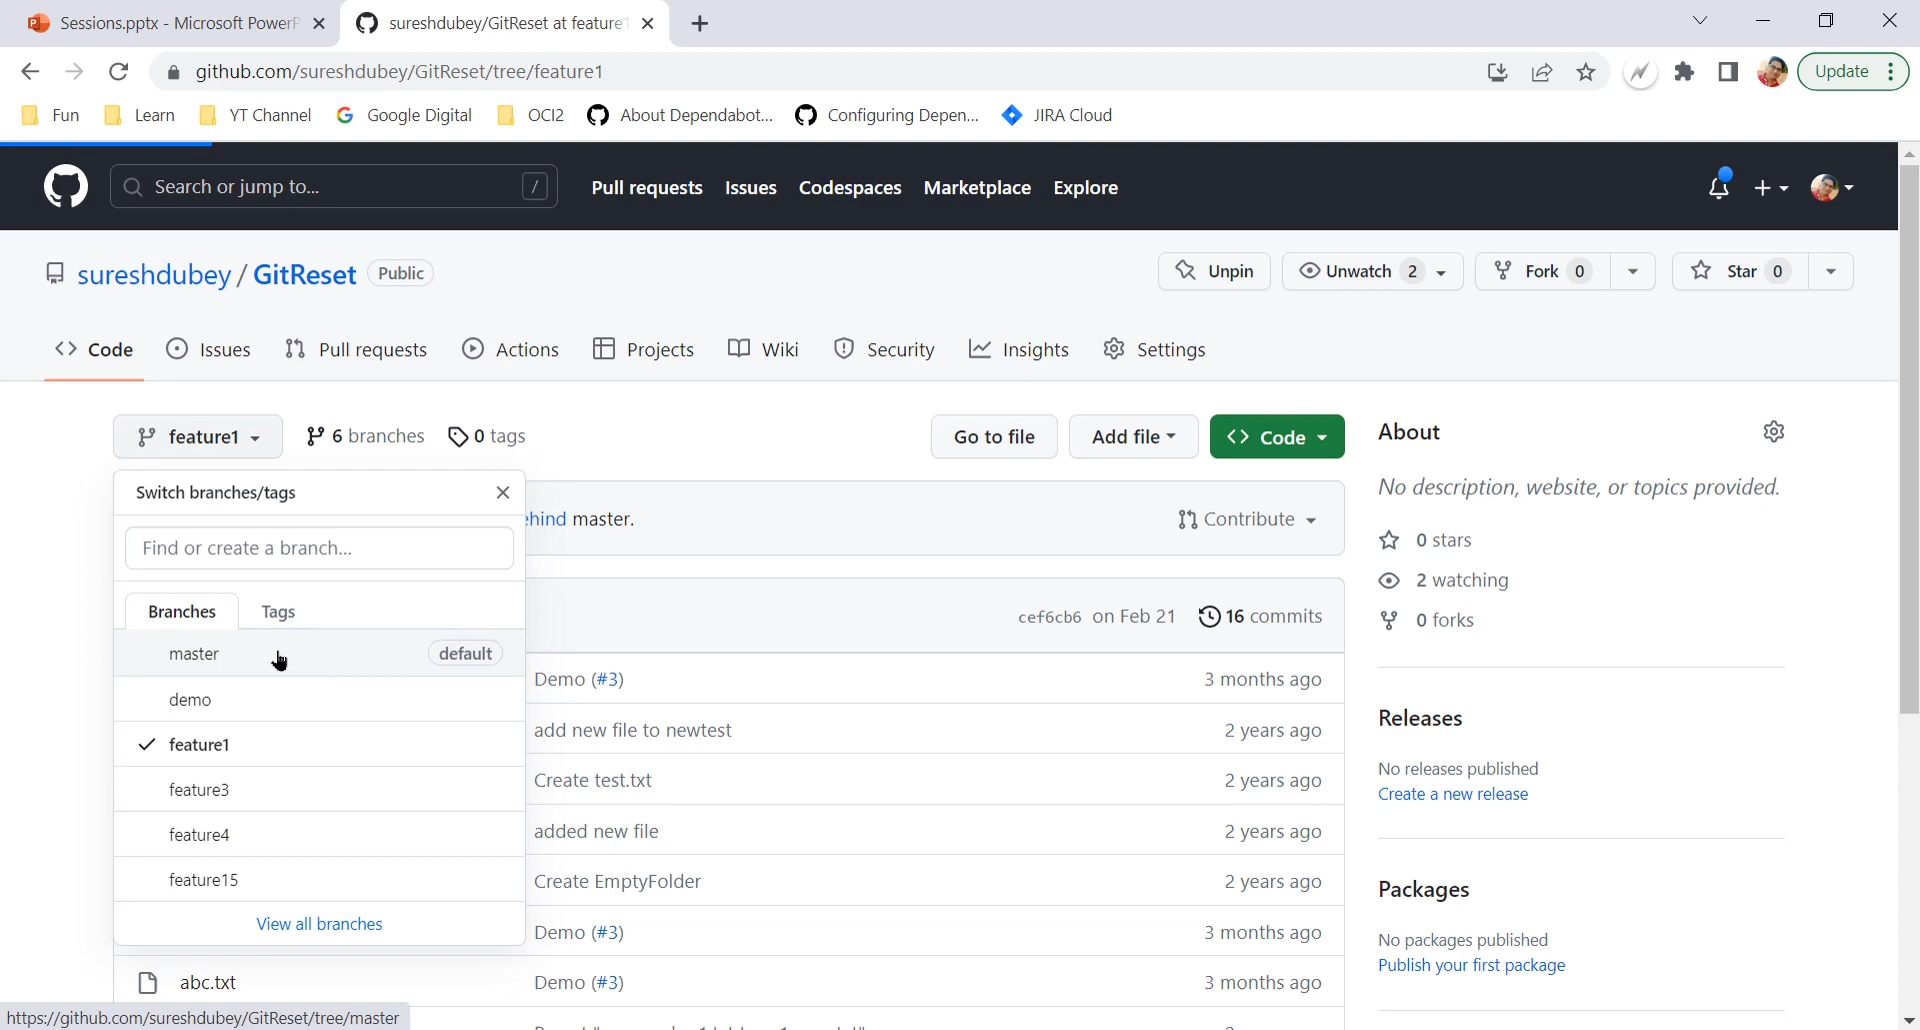 Sessions.pptx - Microsoft PowerP
sureshdubey/GitReset at feature1
github.com/sureshdubey/GitReset/tree/feature1
Update
Fun Learn YT Channel Google Digital OCI2 About Dependabot... Configuring Depen... JIRA Cloud
Search or jump to... / Pull requests Issues Codespaces Marketplace Explore
sureshdubey / GitReset Public Unpin Unwatch 2 Fork 0 Star 0
Code Issues Pull requests Actions Projects Wiki Security Insights Settings
feature1 6 branches 0 tags Go to file Add file Code
Switch branches/tags
Find or create a branch...
Branches Tags
master default
demo
feature1
feature3
feature4
feature15
View all branches
hind master. Contribute
cef6cb6 on Feb 21 16 commits
Demo (#3) 3 months ago
add new file to newtest 2 years ago
Create test.txt 2 years ago
added new file 2 years ago
Create EmptyFolder 2 years ago
Demo (#3) 3 months ago
abc.txt Demo (#3) 3 months ago
About
No description, website, or topics provided.
0 stars
2 watching
0 forks
Releases
No releases published
Create a new release
Packages
No packages published
Publish your first package
https://github.com/sureshdubey/GitReset/tree/master